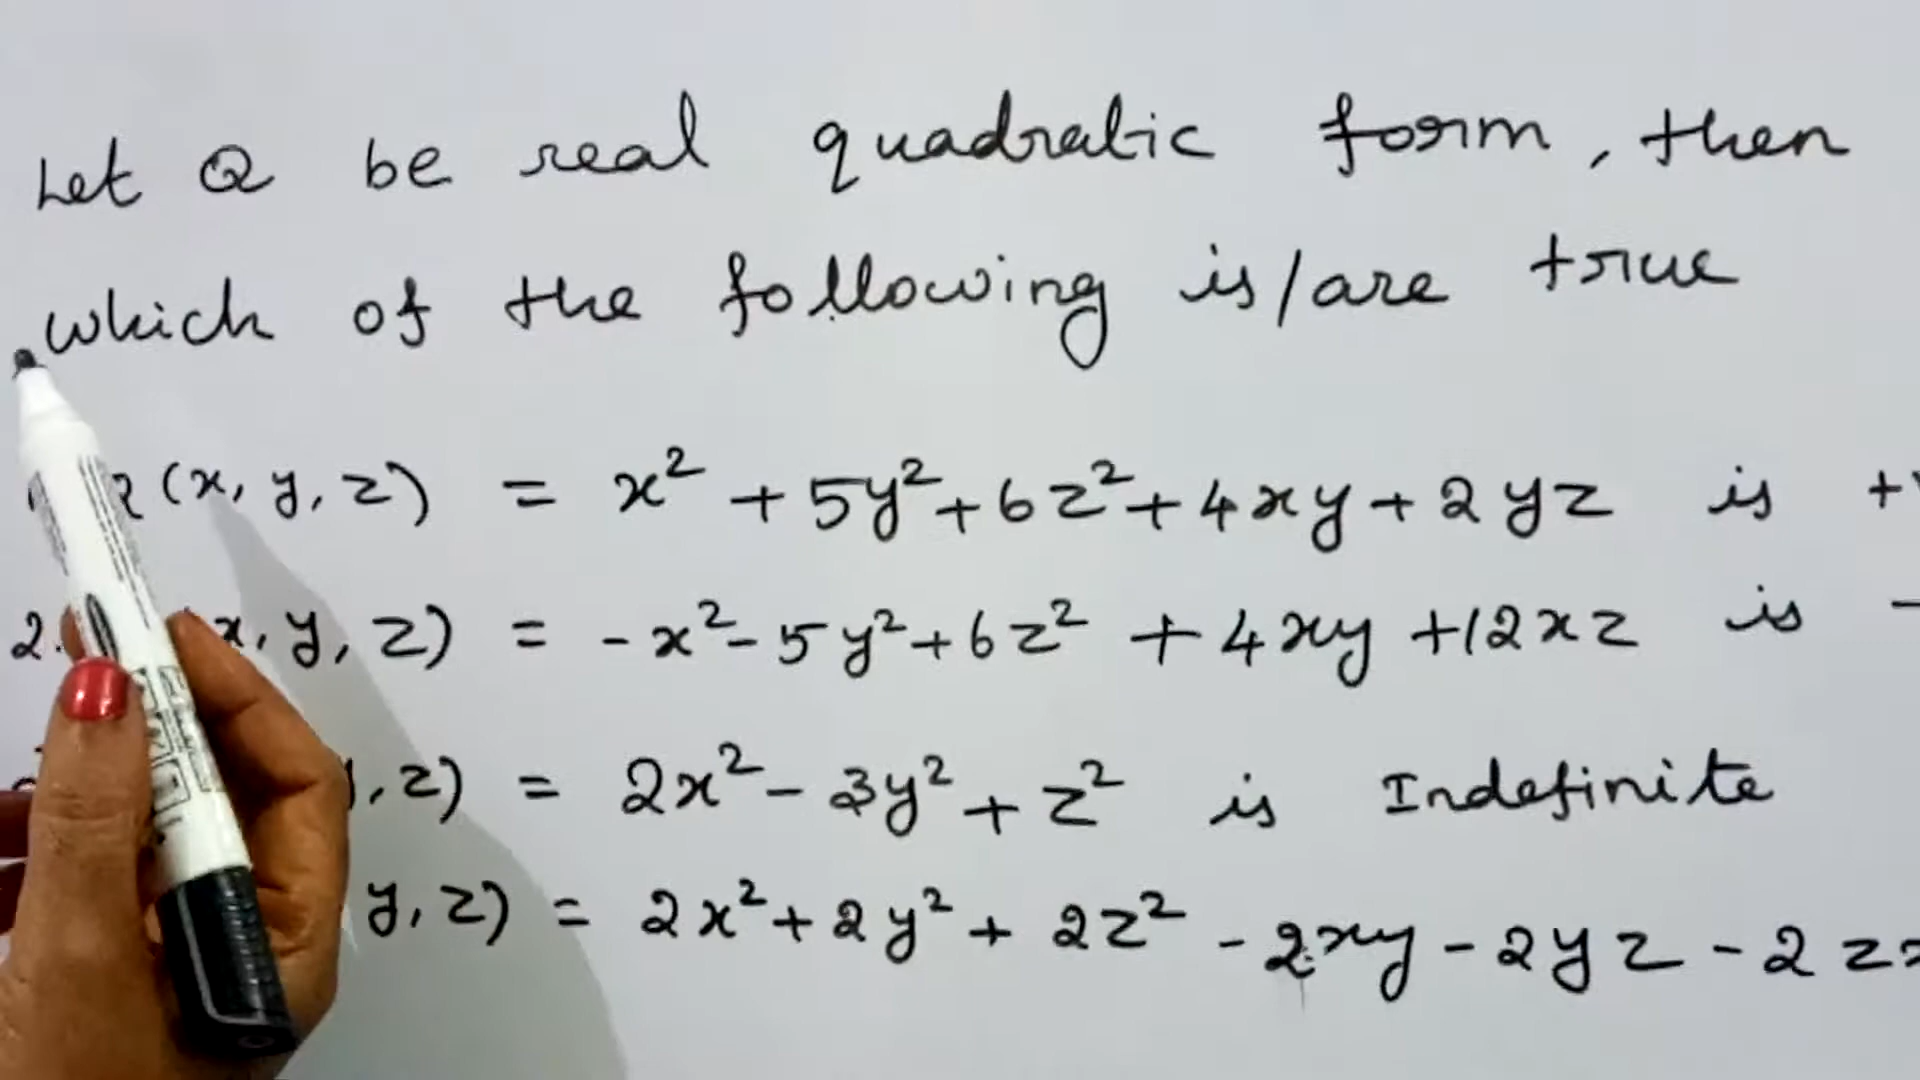 Let Q be real quadratic form, then
which of the following is/are true
(x, y, z) = x² + 5y² + 6z² + 4xy + 2yz is +
2. x, y, z) = -x² - 5y² + 6z² + 4xy + 12xz is -
, z) = 2x² - 3y² + z² is Indefinite
y, z) = 2x² + 2y² + 2z² - 2xy - 2yz - 2z